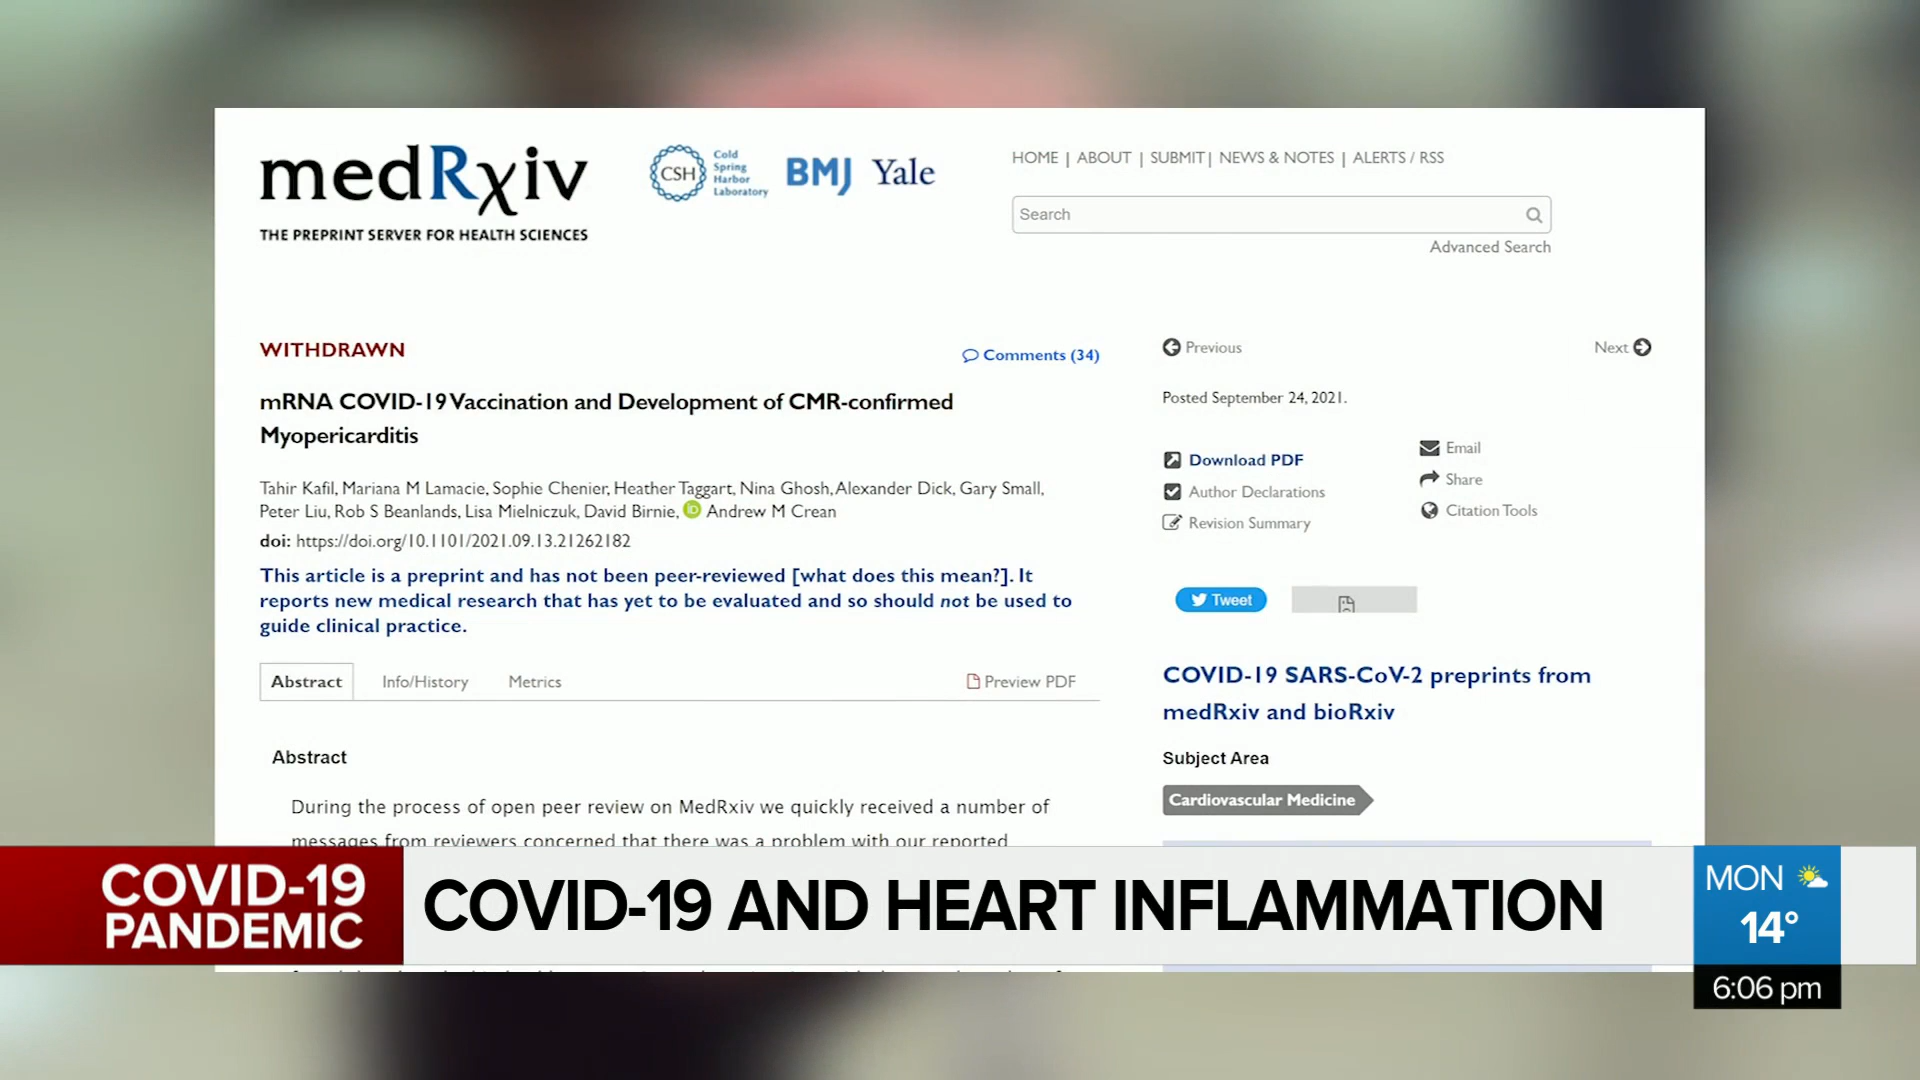 medRxiv
THE PREPRINT SERVER FOR HEALTH SCIENCES
CSH
Cold
Spring
Harbor
Laboratory
BMJ
Yale
HOME | ABOUT | SUBMIT | NEWS & NOTES | ALERTS / RSS
Search
Advanced Search
WITHDRAWN
Comments (34)
mRNA COVID-19 Vaccination and Development of CMR-confirmed
Myopericarditis
Tahir Kafil, Mariana M Lamacie, Sophie Chenier, Heather Taggart, Nina Ghosh, Alexander Dick, Gary Small,
Peter Liu, Rob S Beanlands, Lisa Mielniczuk, David Birnie, iD Andrew M Crean
doi: https://doi.org/10.1101/2021.09.13.21262182
This article is a preprint and has not been peer-reviewed [what does this mean?]. It
reports new medical research that has yet to be evaluated and so should not be used to
guide clinical practice.
Abstract Info/History Metrics Preview PDF
Abstract
During the process of open peer review on MedRxiv we quickly received a number of
messages from reviewers concerned that there was a problem with our reported
Previous Next
Posted September 24, 2021.
Download PDF
Author Declarations
Revision Summary
Email
Share
Citation Tools
Tweet
COVID-19 SARS-CoV-2 preprints from
medRxiv and bioRxiv
Subject Area
Cardiovascular Medicine
COVID-19
PANDEMIC
COVID-19 AND HEART INFLAMMATION
MON
14°
6:06 pm